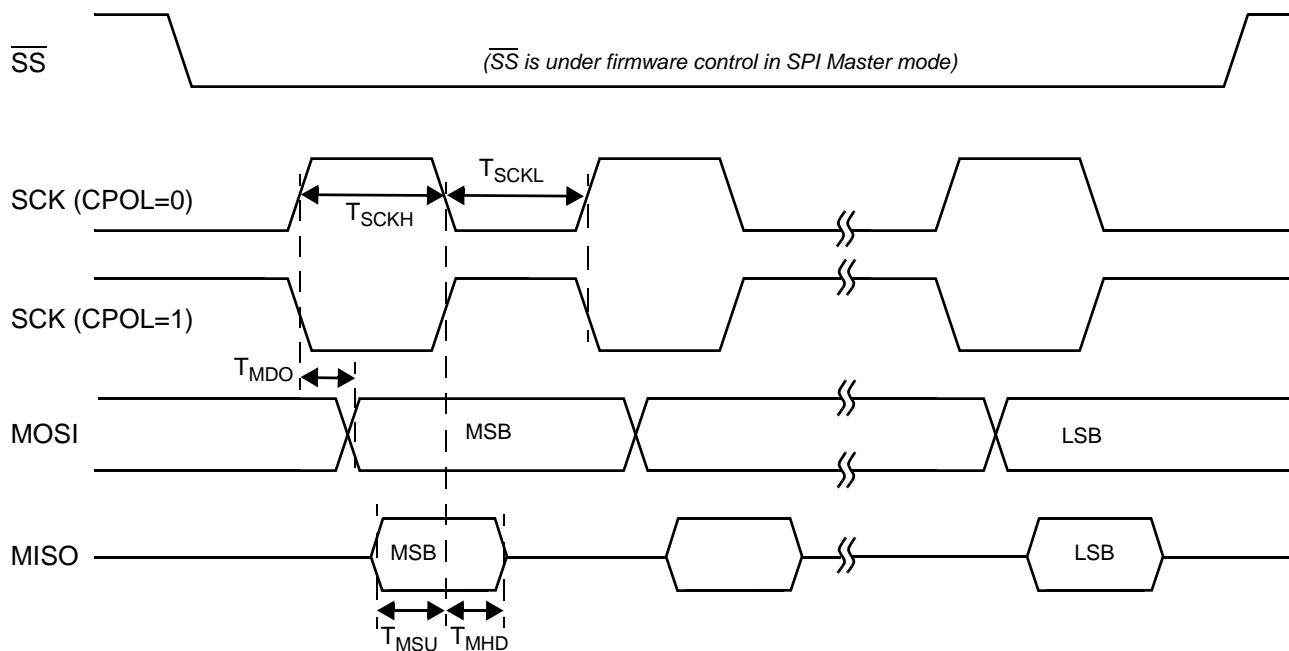 SS
(SS is under firmware control in SPI Master mode)
SCK (CPOL=0)
TSCKH
TSCKL
SCK (CPOL=1)
TMDO
MOSI
MSB
LSB
MISO
MSB
LSB
TMSU
TMHD